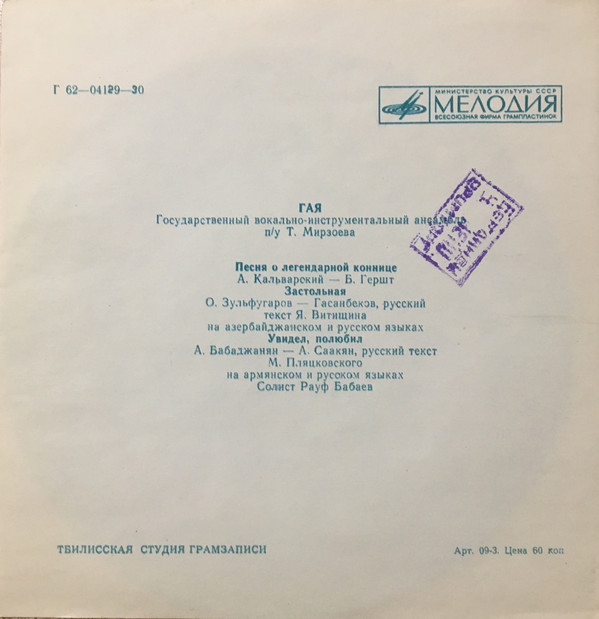 Г 62—04129-30
МИНИСТЕРСТВО КУЛЬТУРЫ СССР
МЕЛОДИЯ
ВСЕСОЮЗНАЯ ФИРМА ГРАМПЛАСТИНОК
ГАЯ
Государственный вокально-инструментальный ансамбль
п/у Т. Мирзоева
Песня о легендарной коннице
А. Кальварский — Б. Гершт
Застольная
О. Зульфугаров — Гасанбеков, русский
текст Я. Витищина
на азербайджанском и русском языках
Увидел, полюбил
А. Бабаджанян — А. Саакян, русский текст
М. Пляцковского
на армянском и русском языках
Солист Рауф Бабаев
ТБИЛИССКАЯ СТУДИЯ ГРАМЗАПИСИ
Арт. 09-3. Цена 60 коп